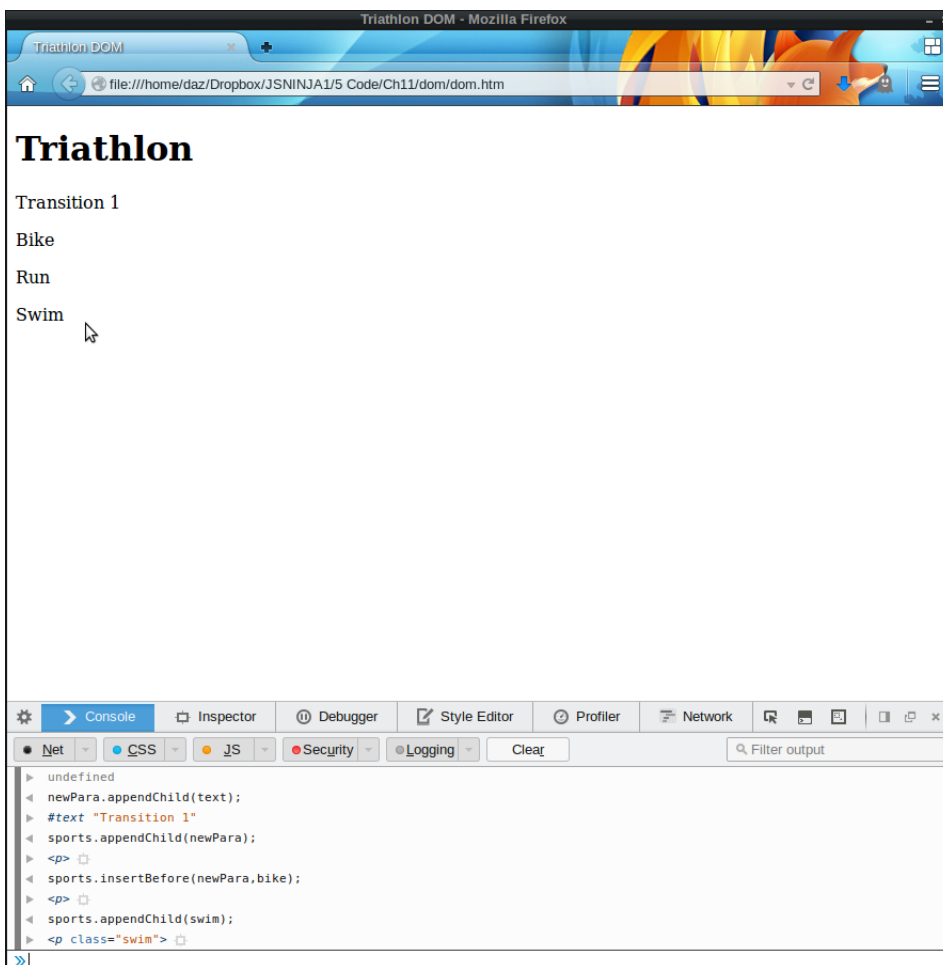 Triathlon DOM - Mozilla Firefox
Triathlon DOM
file:///home/daz/Dropbox/JSNINJA1/5 Code/Ch11/dom/dom.htm
Triathlon
Transition 1
Bike
Run
Swim
Console Inspector Debugger Style Editor Profiler Network
Net CSS JS Security Logging Clear Filter output
undefined
newPara.appendChild(text);
#text "Transition 1"
sports.appendChild(newPara);
<p>
sports.insertBefore(newPara,bike);
<p>
sports.appendChild(swim);
<p class="swim">